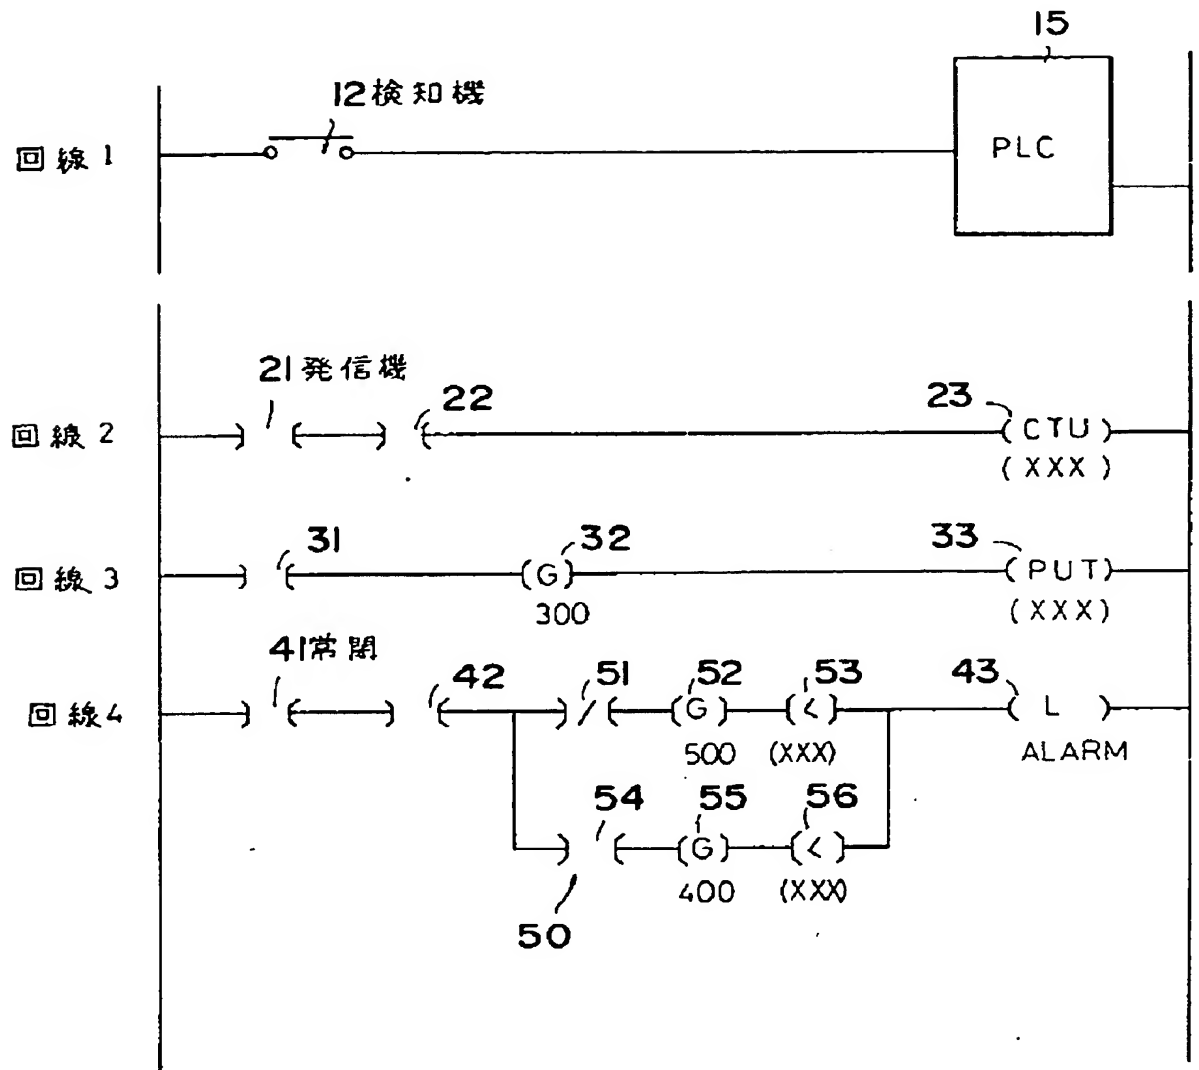 15
12検知機
回線1
PLC
21発信機
22
23
回線2
CTU
(XXX)
31
32
33
回線3
(G)
(PUT)
300
(XXX)
41常閉
42
51
52
53
43
回線4
(G)
(<)
(L)
500
(XXX)
ALARM
54
55
56
(G)
(<)
400
(XXX)
50